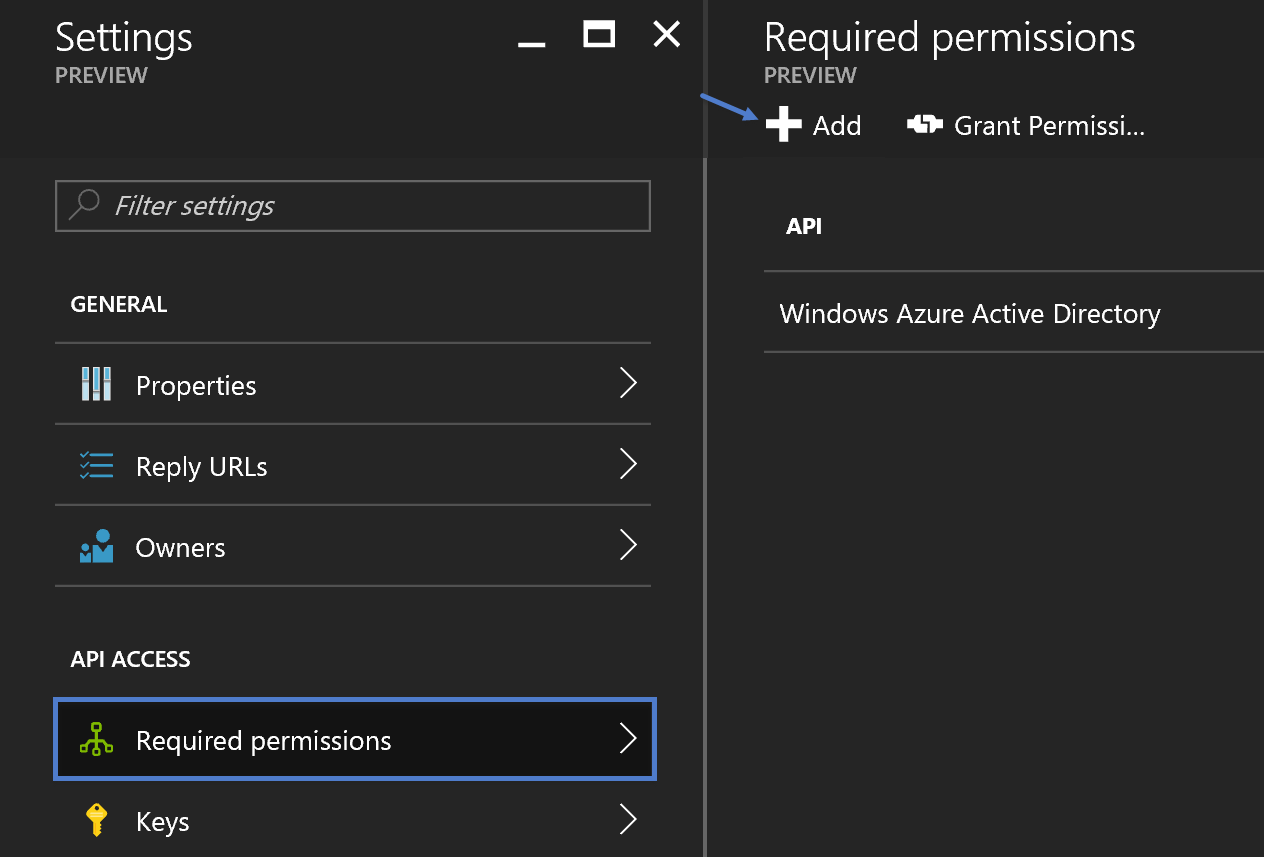 Settings
PREVIEW
Filter settings
GENERAL
Properties
Reply URLs
Owners
API ACCESS
Required permissions
Keys
Required permissions
PREVIEW
Add
Grant Permissi...
API
Windows Azure Active Directory